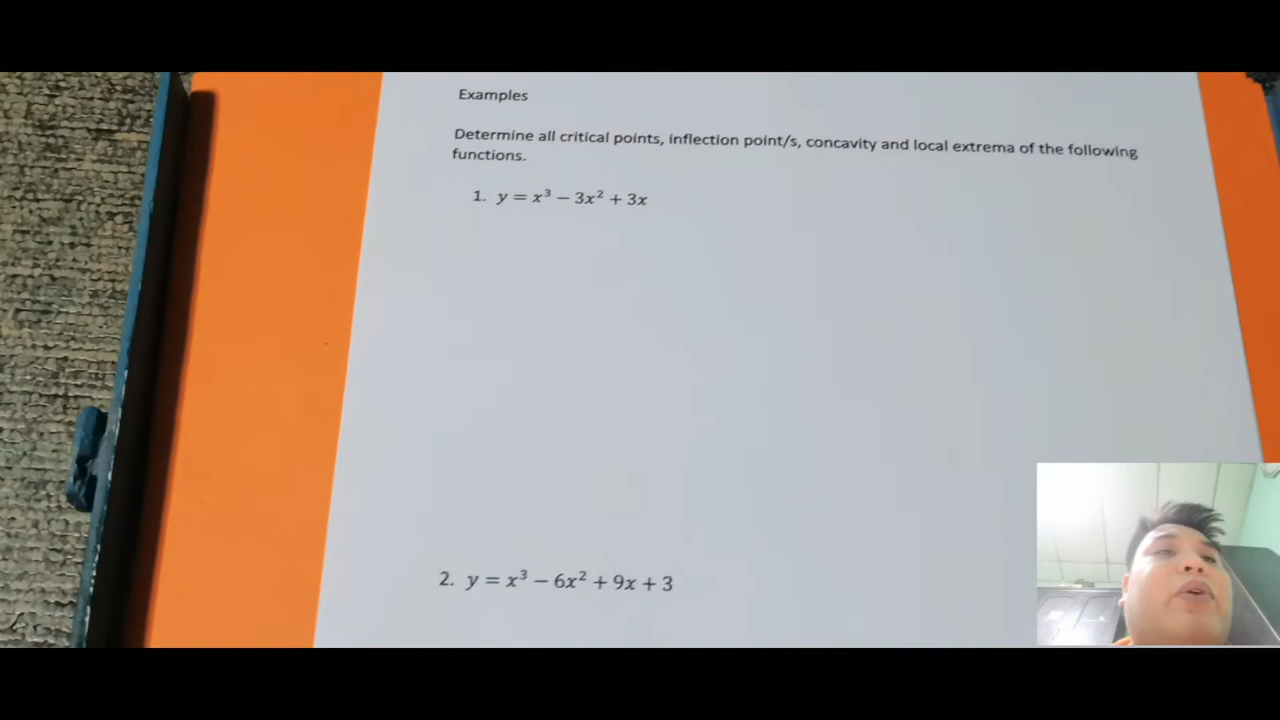 Examples
Determine all critical points, inflection point/s, concavity and local extrema of the following
functions.
1. y = x³ − 3x² + 3x
2. y = x³ − 6x² + 9x + 3